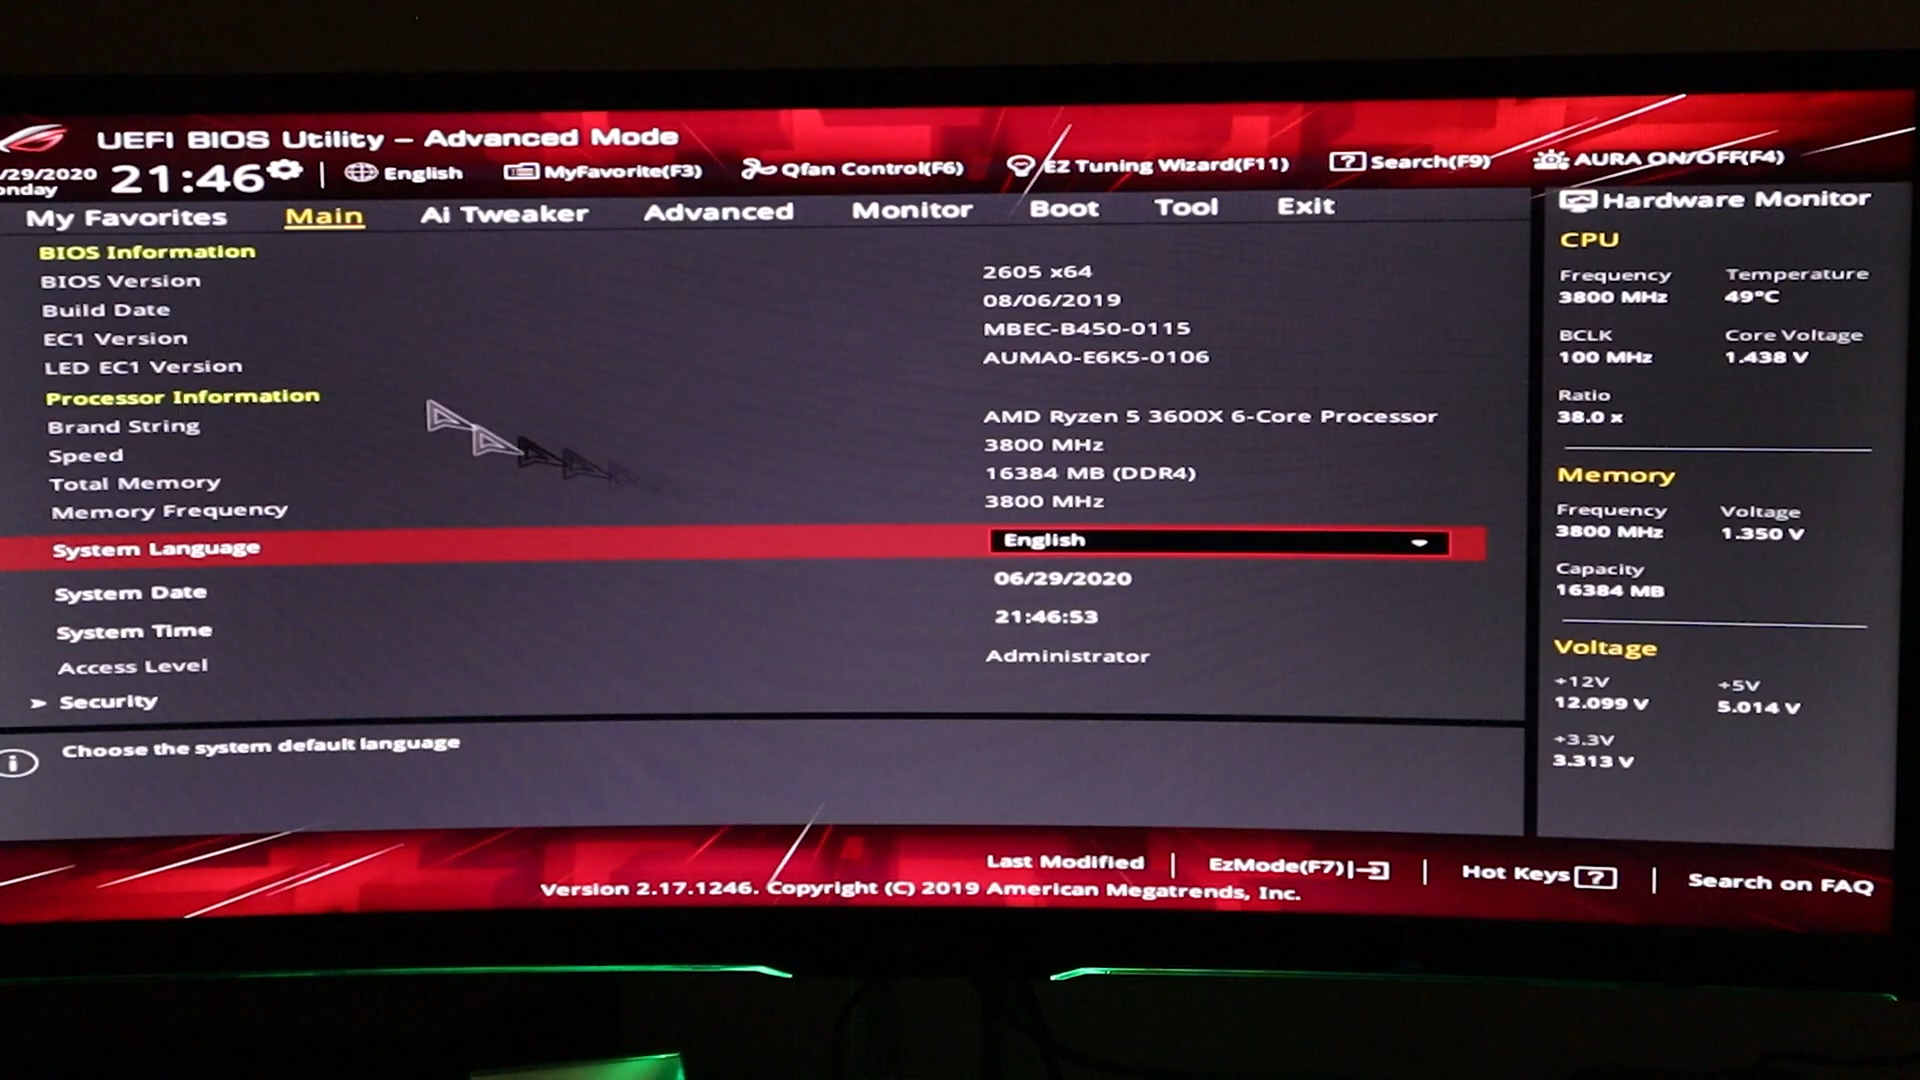 UEFI BIOS Utility – Advanced Mode
/29/2020
onday
21:46
English
MyFavorite(F3)
Qfan Control(F6)
EZ Tuning Wizard(F11)
Search(F9)
AURA ON/OFF(F4)
My Favorites
Main
Ai Tweaker
Advanced
Monitor
Boot
Tool
Exit
BIOS Information
BIOS Version 2605 x64
Build Date 08/06/2019
EC1 Version MBEC-B450-0115
LED EC1 Version AUMA0-E6K5-0106
Processor Information
Brand String AMD Ryzen 5 3600X 6-Core Processor
Speed 3800 MHz
Total Memory 16384 MB (DDR4)
Memory Frequency 3800 MHz
System Language English
System Date 06/29/2020
System Time 21:46:53
Access Level Administrator
Security
Choose the system default language
Hardware Monitor
CPU
Frequency Temperature
3800 MHz 49°C
BCLK Core Voltage
100 MHz 1.438 V
Ratio
38.0 x
Memory
Frequency Voltage
3800 MHz 1.350 V
Capacity
16384 MB
Voltage
+12V +5V
12.099 V 5.014 V
+3.3V
3.313 V
Last Modified
EzMode(F7)
Hot Keys ?
Search on FAQ
Version 2.17.1246. Copyright (C) 2019 American Megatrends, Inc.